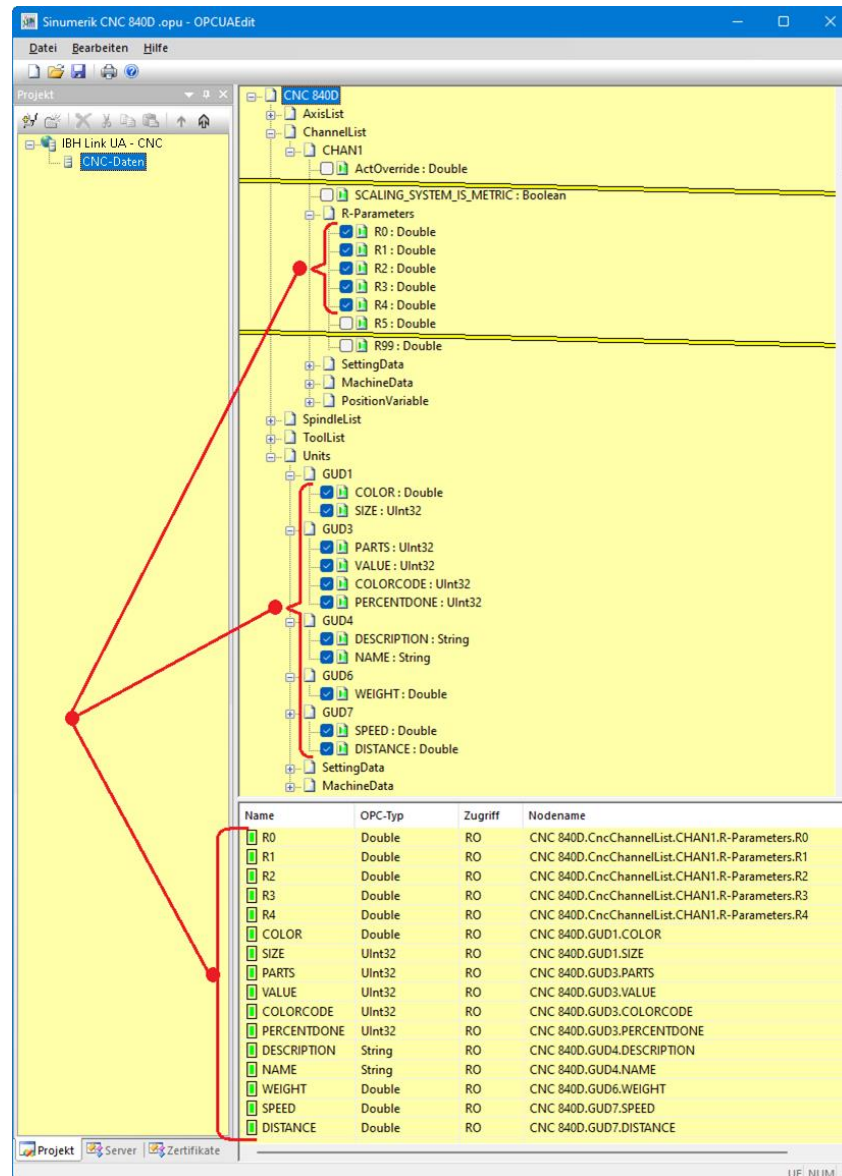 Sinumerik CNC 840D .opu - OPCUAEdit
Datei Bearbeiten Hilfe
Projekt
IBH Link UA - CNC
CNC-Daten
CNC 840D
AxisList
ChannelList
CHAN1
ActOverride : Double
SCALING_SYSTEM_IS_METRIC : Boolean
R-Parameters
R0 : Double
R1 : Double
R2 : Double
R3 : Double
R4 : Double
R5 : Double
R99 : Double
SettingData
MachineData
PositionVariable
SpindleList
ToolList
Units
GUD1
COLOR : Double
SIZE : UInt32
GUD3
PARTS : UInt32
VALUE : UInt32
COLORCODE : UInt32
PERCENTDONE : UInt32
GUD4
DESCRIPTION : String
NAME : String
GUD6
WEIGHT : Double
GUD7
SPEED : Double
DISTANCE : Double
SettingData
MachineData
Name OPC-Typ Zugriff Nodename
R0 Double RO CNC 840D.CncChannelList.CHAN1.R-Parameters.R0
R1 Double RO CNC 840D.CncChannelList.CHAN1.R-Parameters.R1
R2 Double RO CNC 840D.CncChannelList.CHAN1.R-Parameters.R2
R3 Double RO CNC 840D.CncChannelList.CHAN1.R-Parameters.R3
R4 Double RO CNC 840D.CncChannelList.CHAN1.R-Parameters.R4
COLOR Double RO CNC 840D.GUD1.COLOR
SIZE UInt32 RO CNC 840D.GUD1.SIZE
PARTS UInt32 RO CNC 840D.GUD3.PARTS
VALUE UInt32 RO CNC 840D.GUD3.VALUE
COLORCODE UInt32 RO CNC 840D.GUD3.COLORCODE
PERCENTDONE UInt32 RO CNC 840D.GUD3.PERCENTDONE
DESCRIPTION String RO CNC 840D.GUD4.DESCRIPTION
NAME String RO CNC 840D.GUD4.NAME
WEIGHT Double RO CNC 840D.GUD6.WEIGHT
SPEED Double RO CNC 840D.GUD7.SPEED
DISTANCE Double RO CNC 840D.GUD7.DISTANCE
Projekt Server Zertifikate
UF NUM